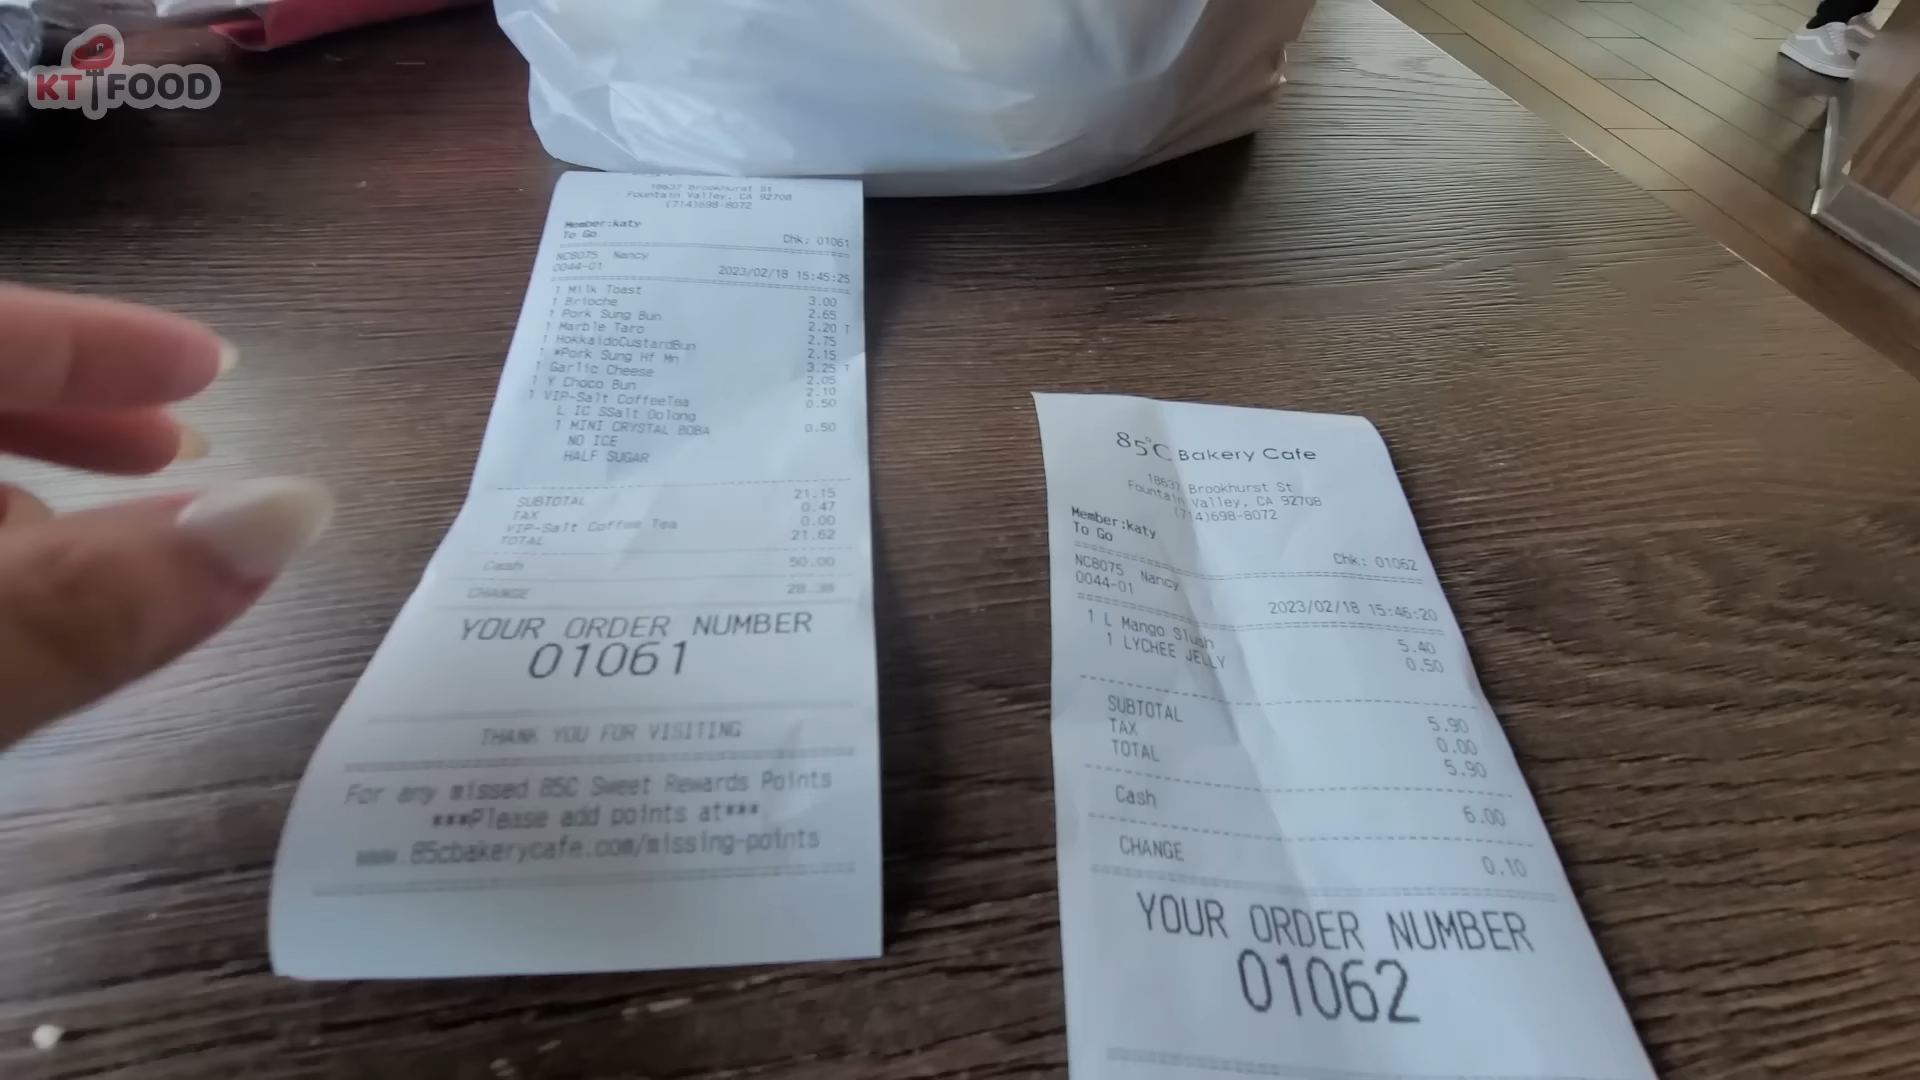 KT FOOD
18637 Brookhurst St
Fountain Valley, CA 92708
(714)698-8072
Member:katy
To Go
Chk: 01061
NC8075 Nancy
0044-01
2023/02/18 15:45:25
1 Milk Toast 3.00
1 Brioche 2.65
1 Pork Sung Bun 2.20 T
1 Marble Taro 2.75
1 HokkaidoCustardBun 2.15
1 *Pork Sung Hf Mn 3.25 T
1 Garlic Cheese 2.05
1 Y Choco Bun 2.10
1 VIP-Salt CoffeeTea 0.50
L IC SSalt Oolong
1 MINI CRYSTAL BOBA 0.50
NO ICE
HALF SUGAR
SUBTOTAL 21.15
TAX 0.47
VIP-Salt Coffee Tea 0.00
TOTAL 21.62
Cash 50.00
CHANGE 28.38
YOUR ORDER NUMBER
01061
THANK YOU FOR VISITING
For any missed 85C Sweet Rewards Points
***Please add points at***
www.85cbakerycafe.com/missing-points
85°C Bakery Cafe
18637 Brookhurst St
Fountain Valley, CA 92708
(714)698-8072
Member:katy
To Go
Chk: 01062
NC8075 Nancy
0044-01
2023/02/18 15:46:20
1 L Mango Slush 5.40
1 LYCHEE JELLY 0.50
SUBTOTAL 5.90
TAX 0.00
TOTAL 5.90
Cash 6.00
CHANGE 0.10
YOUR ORDER NUMBER
01062